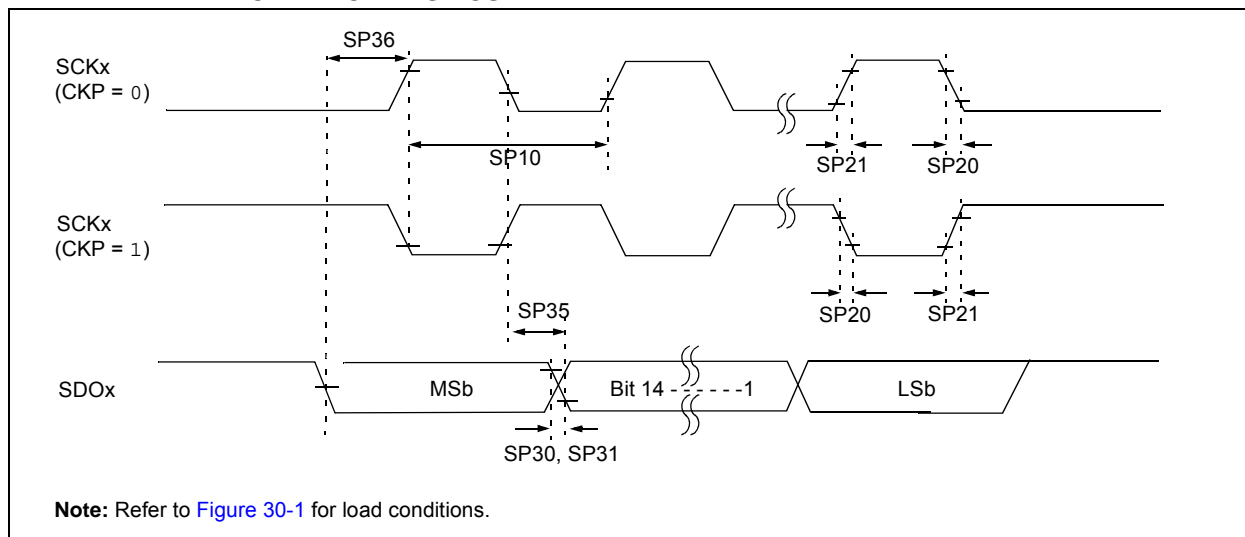 SP36
SCKx
(CKP = 0)
SP10
SP21
SP20
SCKx
(CKP = 1)
SP35
SP20
SP21
SDOx
MSb
Bit 14 - - - - - -1
LSb
SP30, SP31
Note: Refer to Figure 30-1 for load conditions.